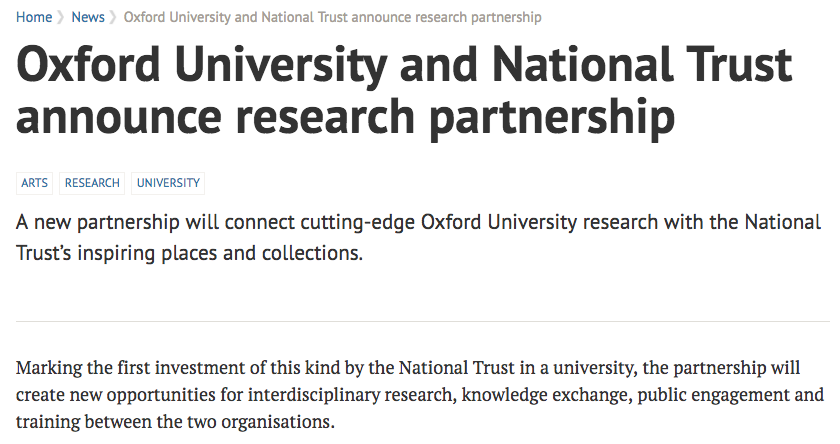 Home 〉 News 〉 Oxford University and National Trust announce research partnership
Oxford University and National Trust
announce research partnership
ARTS RESEARCH UNIVERSITY
A new partnership will connect cutting-edge Oxford University research with the National
Trust’s inspiring places and collections.
Marking the first investment of this kind by the National Trust in a university, the partnership will
create new opportunities for interdisciplinary research, knowledge exchange, public engagement and
training between the two organisations.